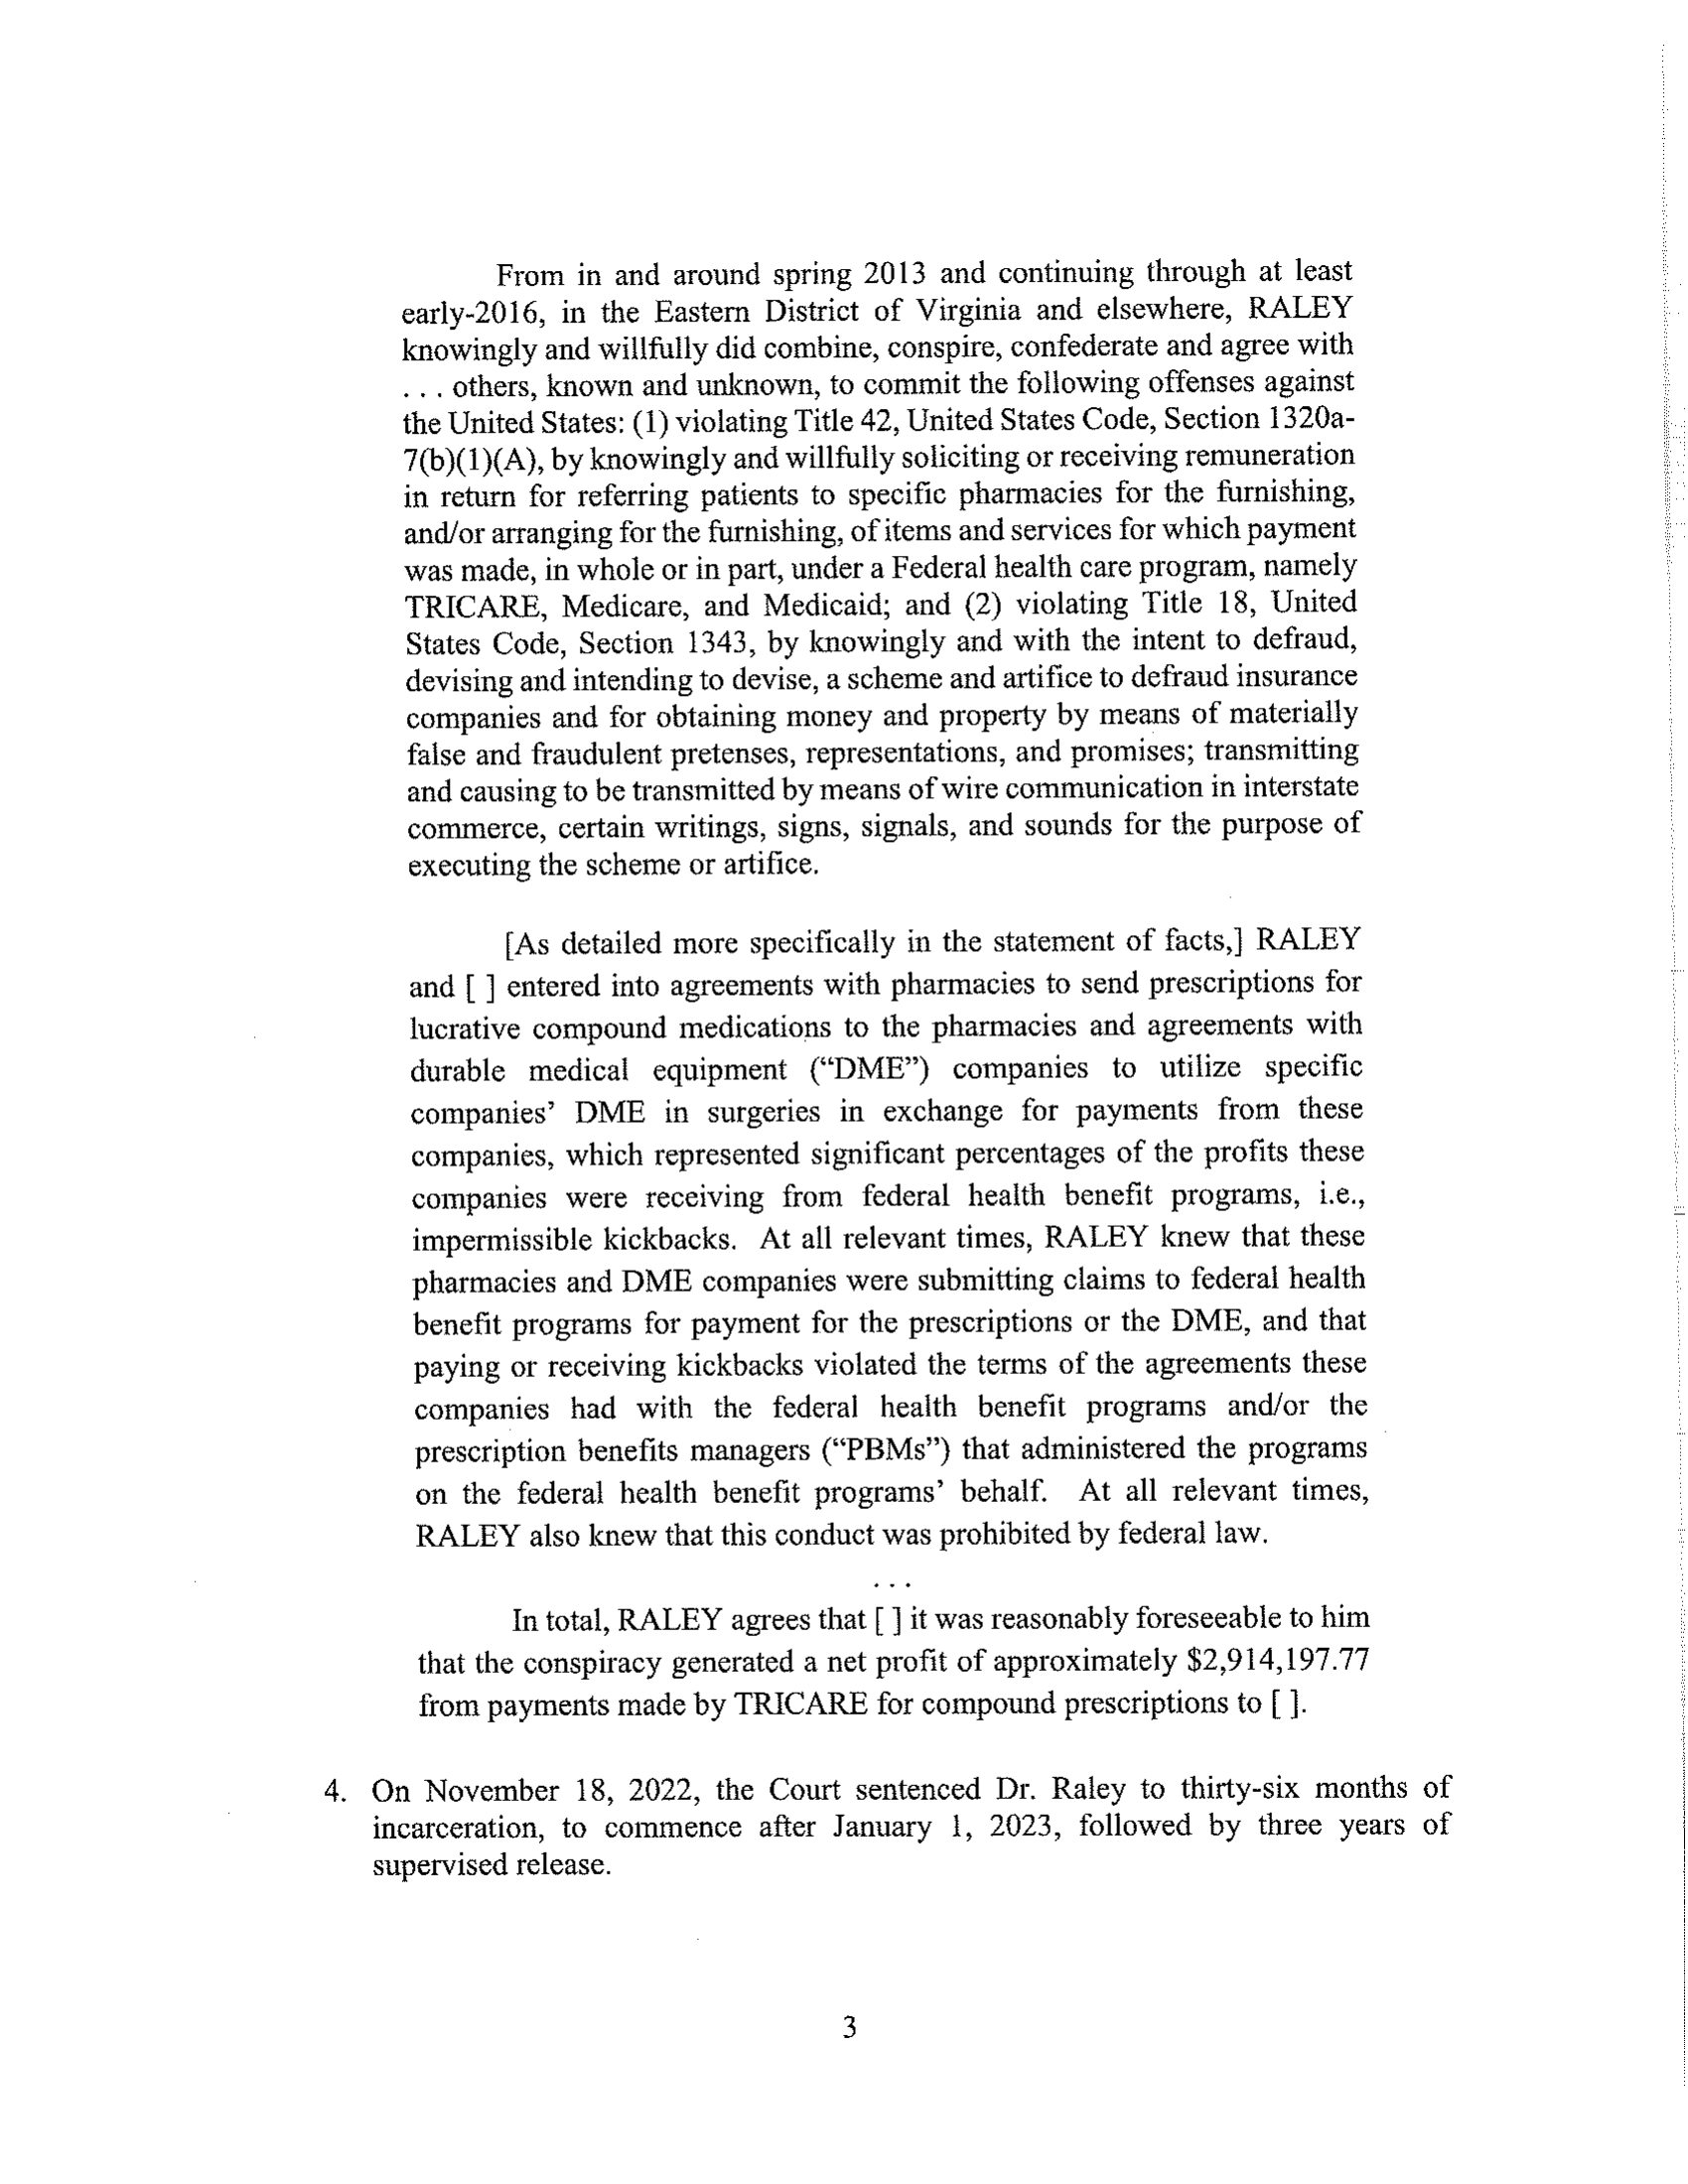 From in and around spring 2013 and continuing through at least
early-2016, in the Eastern District of Virginia and elsewhere, RALEY
knowingly and willfully did combine, conspire, confederate and agree with
. . . others, known and unknown, to commit the following offenses against
the United States: (1) violating Title 42, United States Code, Section 1320a-
7(b)(1)(A), by knowingly and willfully soliciting or receiving remuneration
in return for referring patients to specific pharmacies for the furnishing,
and/or arranging for the furnishing, of items and services for which payment
was made, in whole or in part, under a Federal health care program, namely
TRICARE, Medicare, and Medicaid; and (2) violating Title 18, United
States Code, Section 1343, by knowingly and with the intent to defraud,
devising and intending to devise, a scheme and artifice to defraud insurance
companies and for obtaining money and property by means of materially
false and fraudulent pretenses, representations, and promises; transmitting
and causing to be transmitted by means of wire communication in interstate
commerce, certain writings, signs, signals, and sounds for the purpose of
executing the scheme or artifice.
[As detailed more specifically in the statement of facts,] RALEY
and [ ] entered into agreements with pharmacies to send prescriptions for
lucrative compound medications to the pharmacies and agreements with
durable medical equipment (“DME”) companies to utilize specific
companies’ DME in surgeries in exchange for payments from these
companies, which represented significant percentages of the profits these
companies were receiving from federal health benefit programs, i.e.,
impermissible kickbacks. At all relevant times, RALEY knew that these
pharmacies and DME companies were submitting claims to federal health
benefit programs for payment for the prescriptions or the DME, and that
paying or receiving kickbacks violated the terms of the agreements these
companies had with the federal health benefit programs and/or the
prescription benefits managers (“PBMs”) that administered the programs
on the federal health benefit programs’ behalf. At all relevant times,
RALEY also knew that this conduct was prohibited by federal law.
. . .
In total, RALEY agrees that [ ] it was reasonably foreseeable to him
that the conspiracy generated a net profit of approximately $2,914,197.77
from payments made by TRICARE for compound prescriptions to [ ].
4. On November 18, 2022, the Court sentenced Dr. Raley to thirty-six months of
incarceration, to commence after January 1, 2023, followed by three years of
supervised release.
3